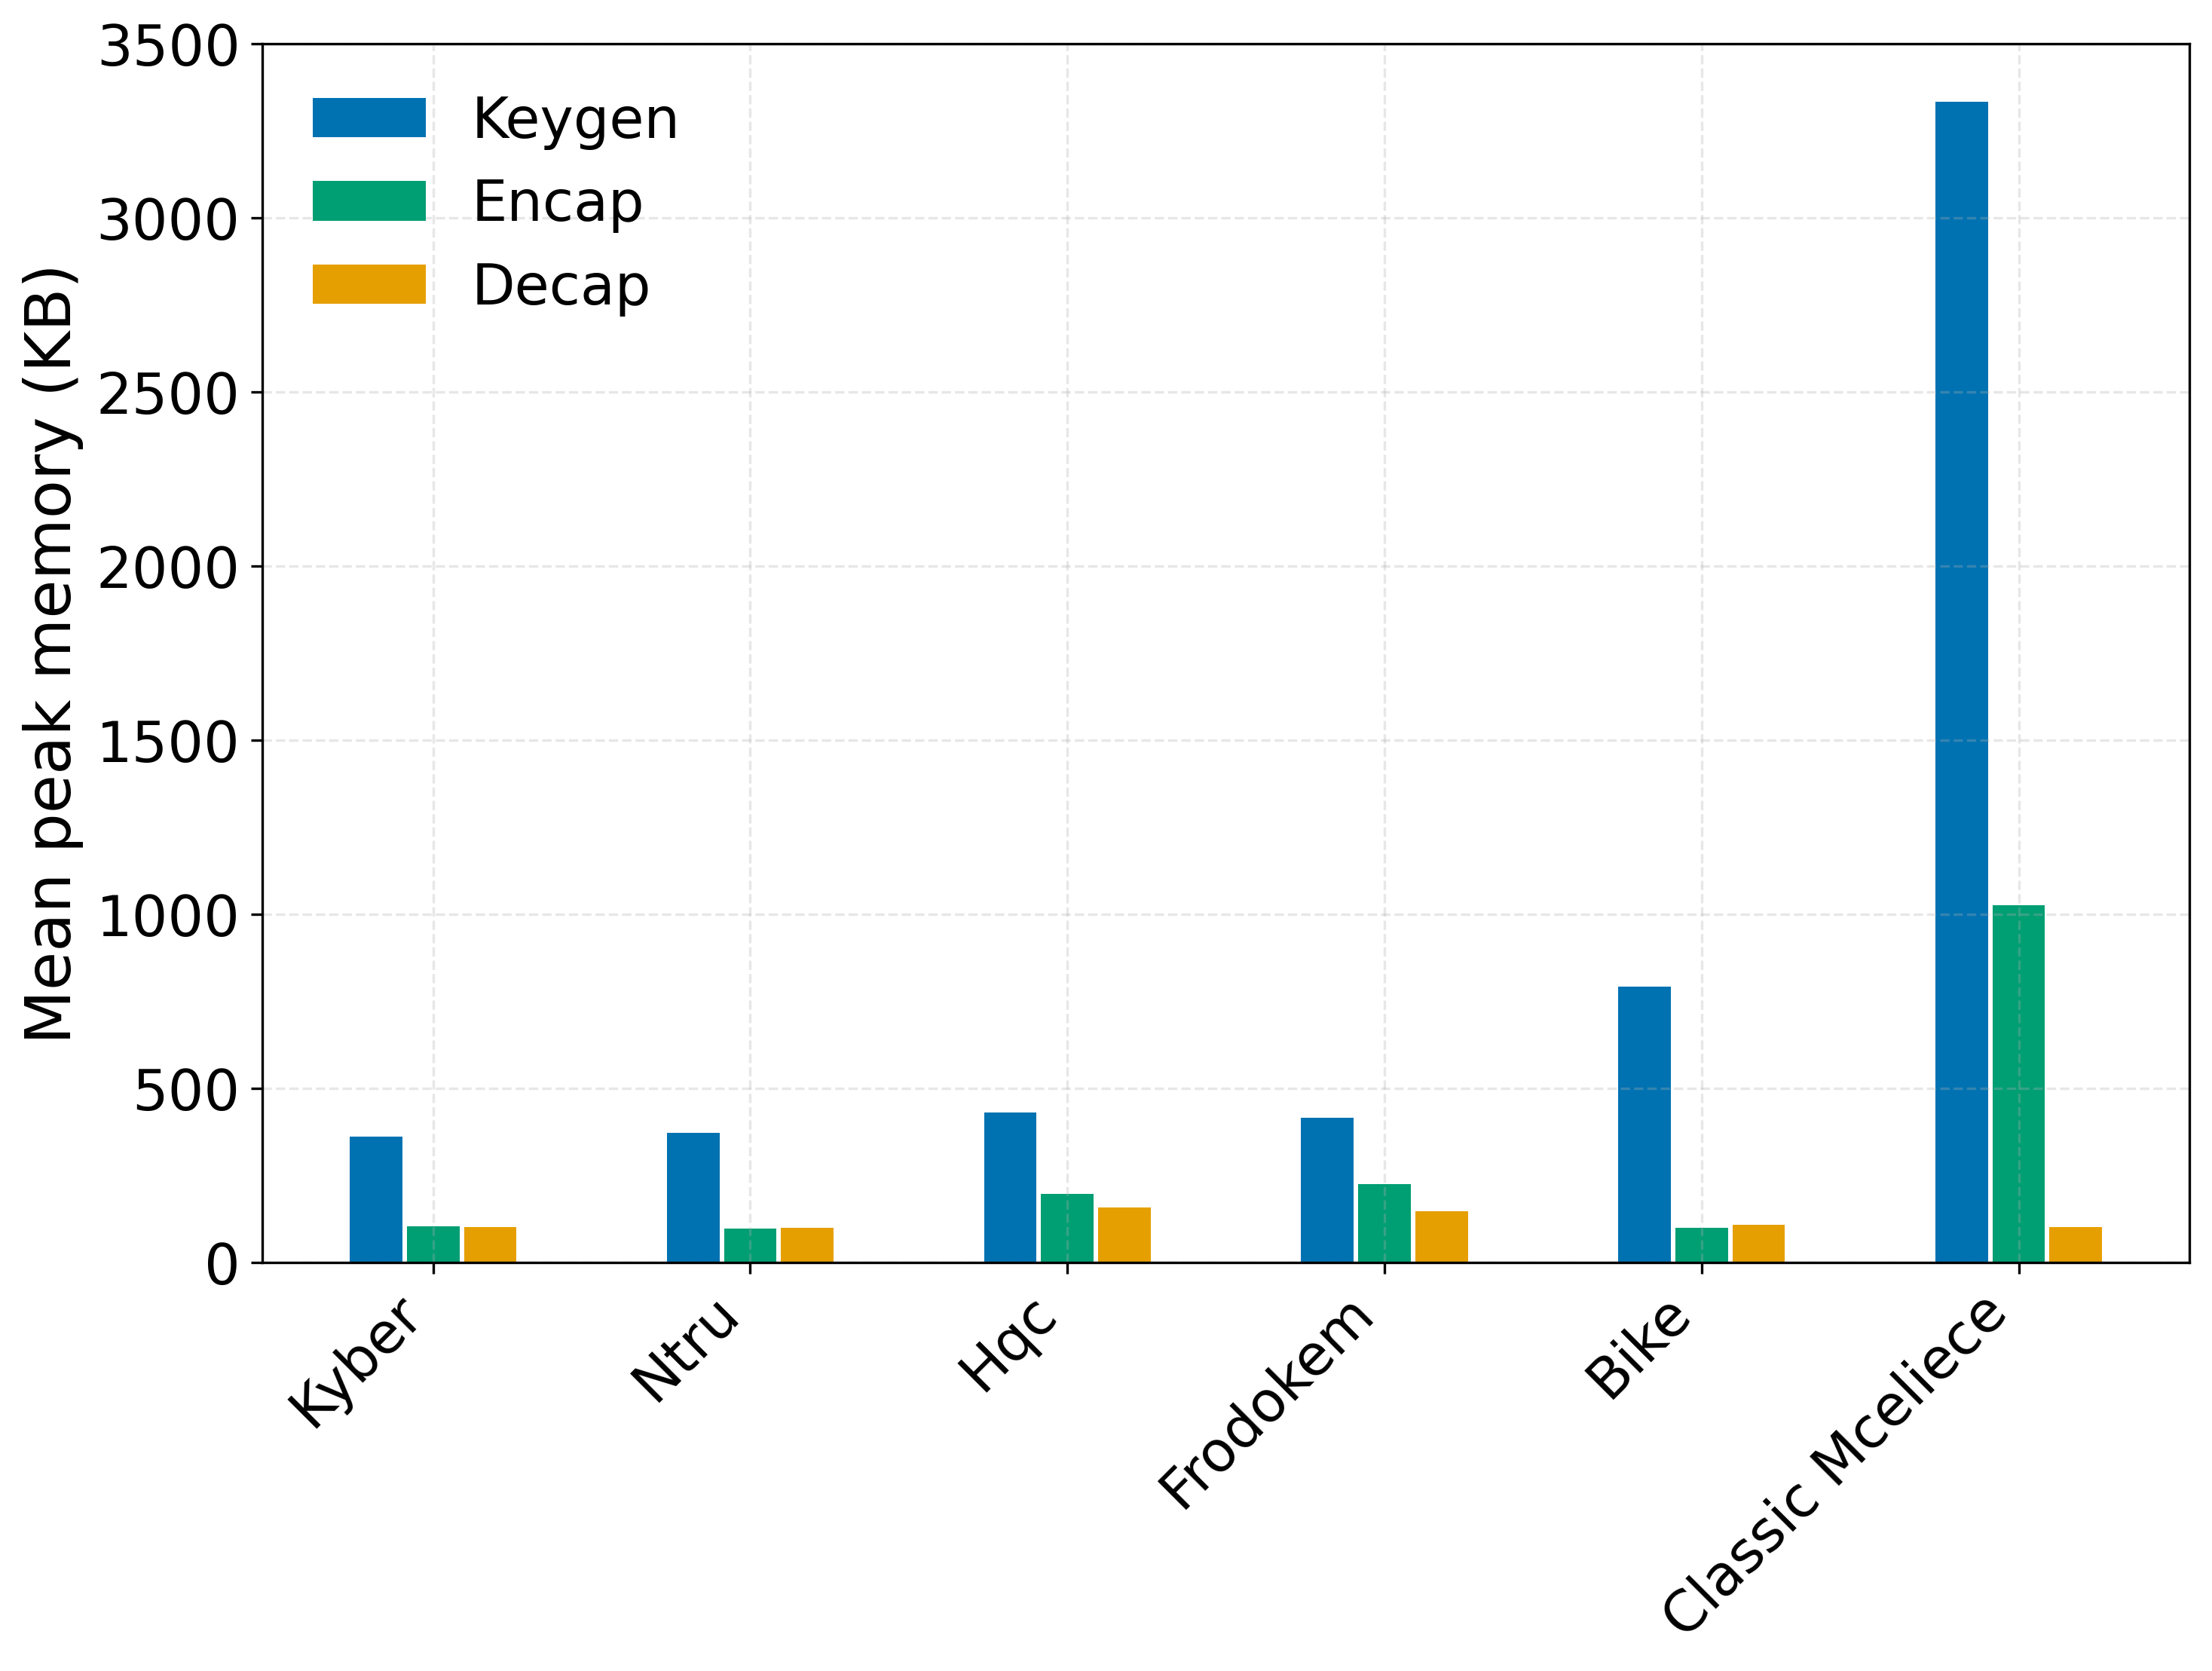 3500
3000
2500
2000
1500
1000
500
0
Mean peak memory (KB)
Keygen
Encap
Decap
Kyber
Ntru
Hqc
Frodokem
Bike
Classic Mceliece